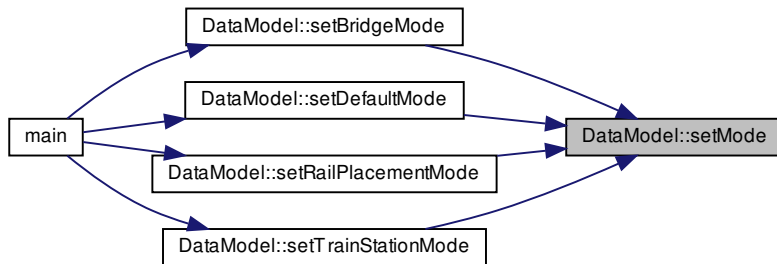 DataModel::setBridgeMode
DataModel::setDefaultMode
main
DataModel::setMode
DataModel::setRailPlacementMode
DataModel::setTrainStationMode